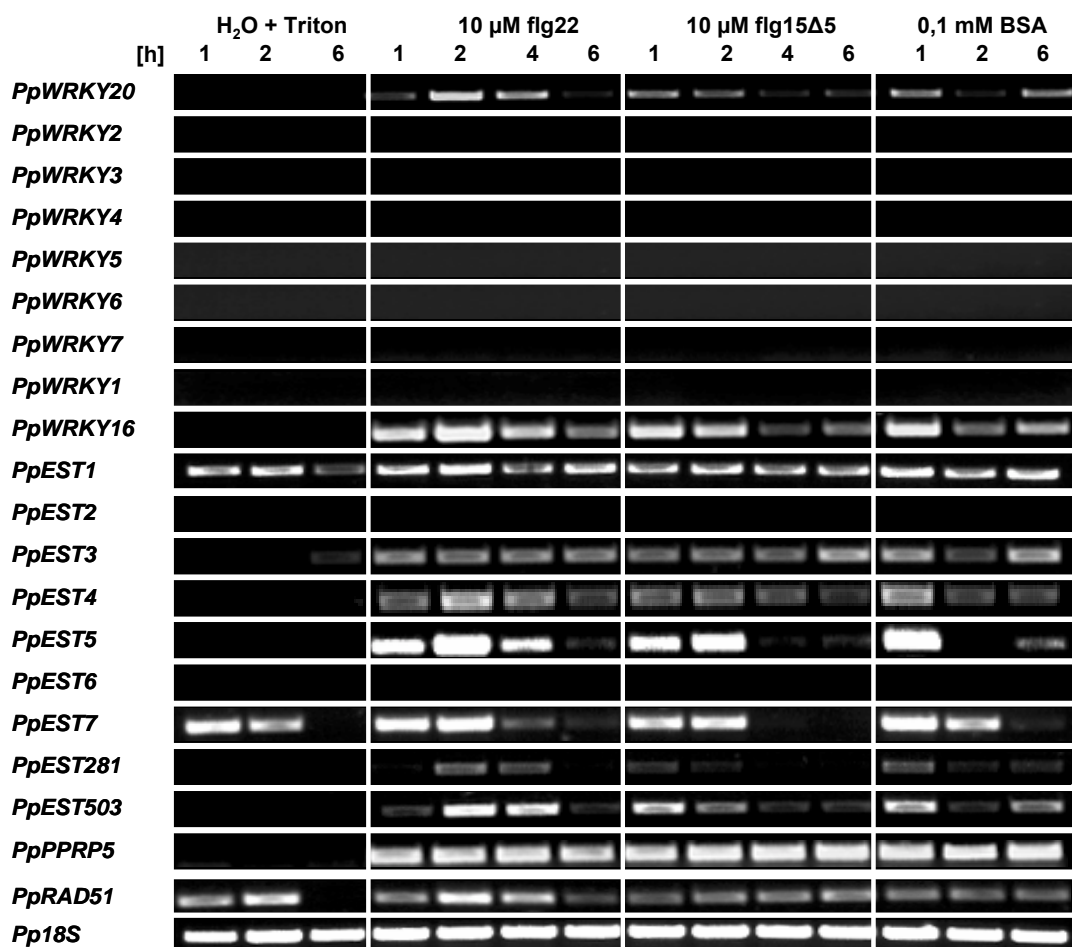 H₂O + Triton 10 µM flg22 10 µM flg15Δ5 0,1 mM BSA
[h] 1 2 6 1 2 4 6 1 2 4 6 1 2 6
PpWRKY20
PpWRKY2
PpWRKY3
PpWRKY4
PpWRKY5
PpWRKY6
PpWRKY7
PpWRKY1
PpWRKY16
PpEST1
PpEST2
PpEST3
PpEST4
PpEST5
PpEST6
PpEST7
PpEST281
PpEST503
PpPPRP5
PpRAD51
Pp18S